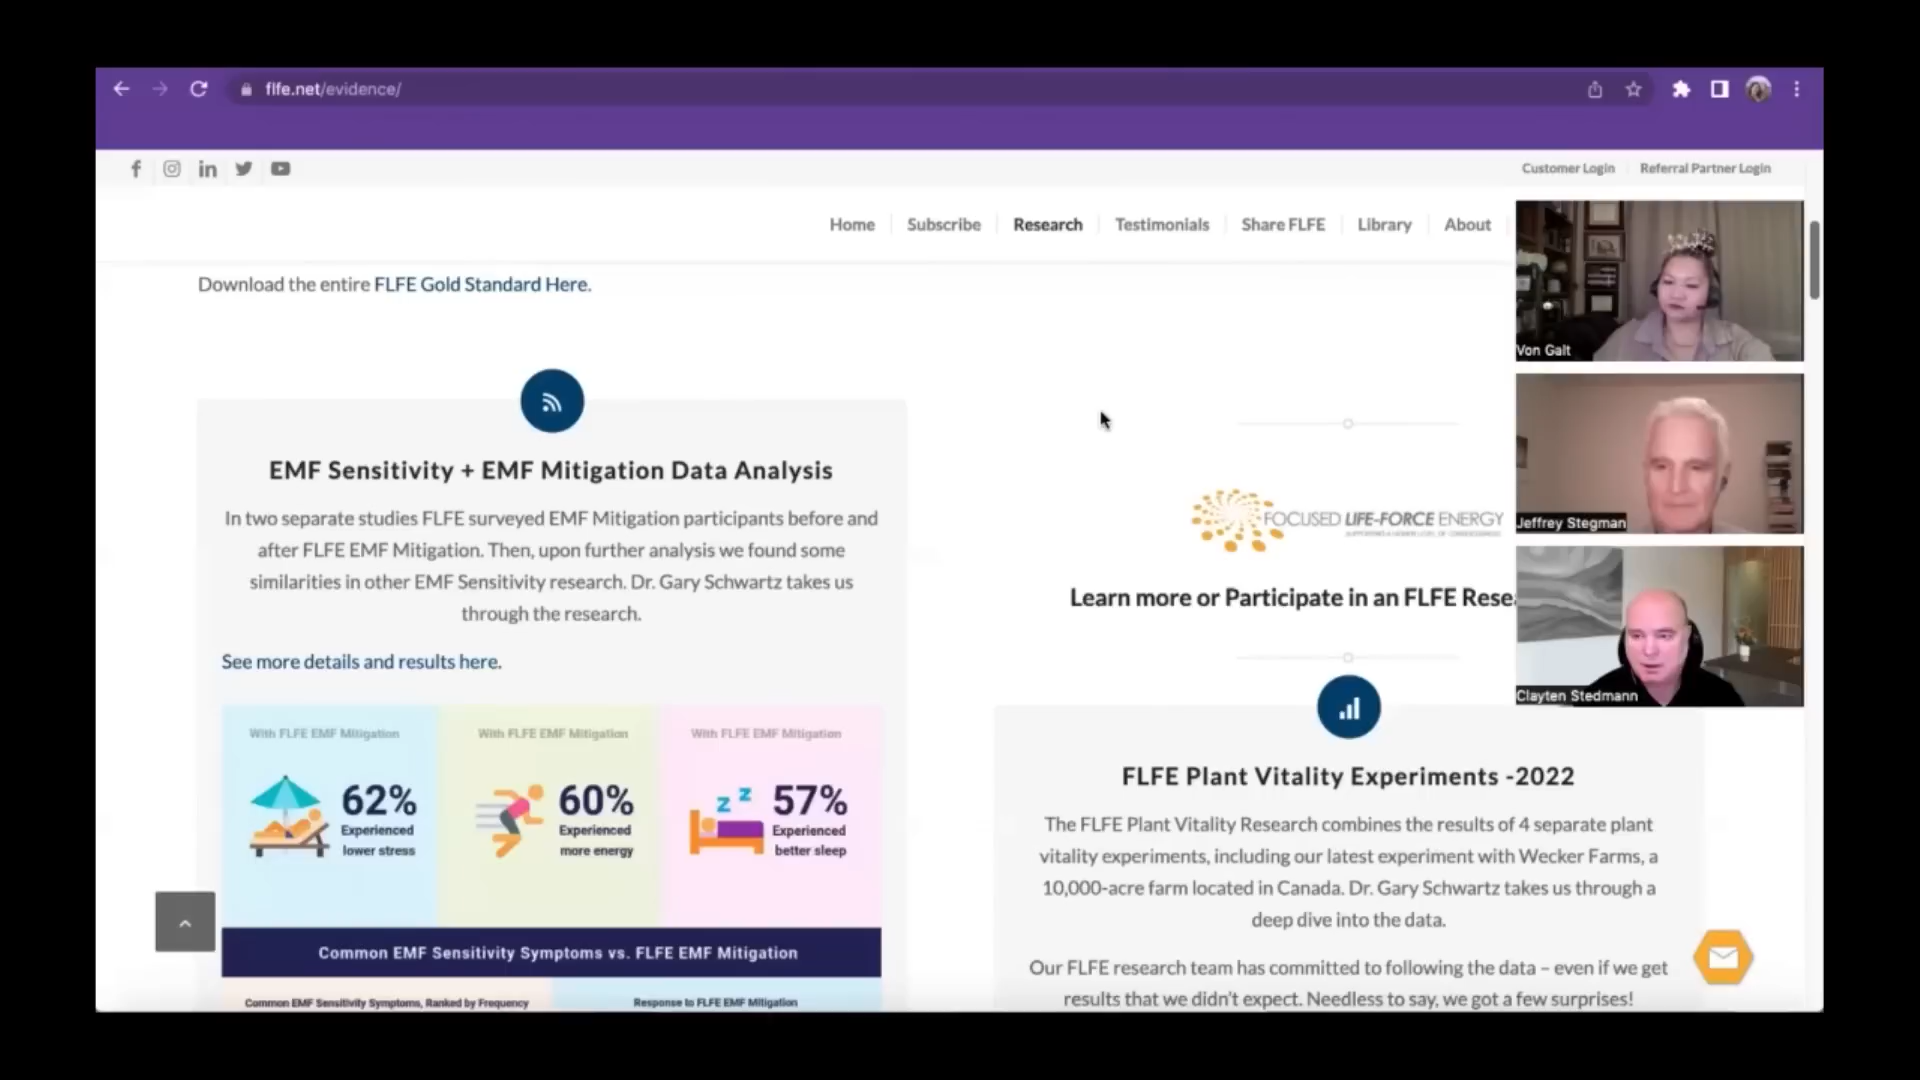 flfe.net/evidence/
Customer Login
Referral Partner Login
Home
Subscribe
Research
Testimonials
Share FLFE
Library
About
Download the entire FLFE Gold Standard Here.
EMF Sensitivity + EMF Mitigation Data Analysis
In two separate studies FLFE surveyed EMF Mitigation participants before and
after FLFE EMF Mitigation. Then, upon further analysis we found some
similarities in other EMF Sensitivity research. Dr. Gary Schwartz takes us
through the research.
See more details and results here.
With FLFE EMF Mitigation
62%
Experienced
lower stress
With FLFE EMF Mitigation
60%
Experienced
more energy
With FLFE EMF Mitigation
z z
57%
Experienced
better sleep
Common EMF Sensitivity Symptoms vs. FLFE EMF Mitigation
Common EMF Sensitivity Symptoms, Ranked by Frequency
Response to FLFE EMF Mitigation
FOCUSED LIFE-FORCE ENERGY
SUPPORTING A HIGHER LEVEL OF CONSCIOUSNESS
Learn more or Participate in an FLFE Resea
FLFE Plant Vitality Experiments -2022
The FLFE Plant Vitality Research combines the results of 4 separate plant
vitality experiments, including our latest experiment with Wecker Farms, a
10,000-acre farm located in Canada. Dr. Gary Schwartz takes us through a
deep dive into the data.
Our FLFE research team has committed to following the data – even if we get
results that we didn't expect. Needless to say, we got a few surprises!
Von Galt
Jeffrey Stegman
Clayten Stedmann